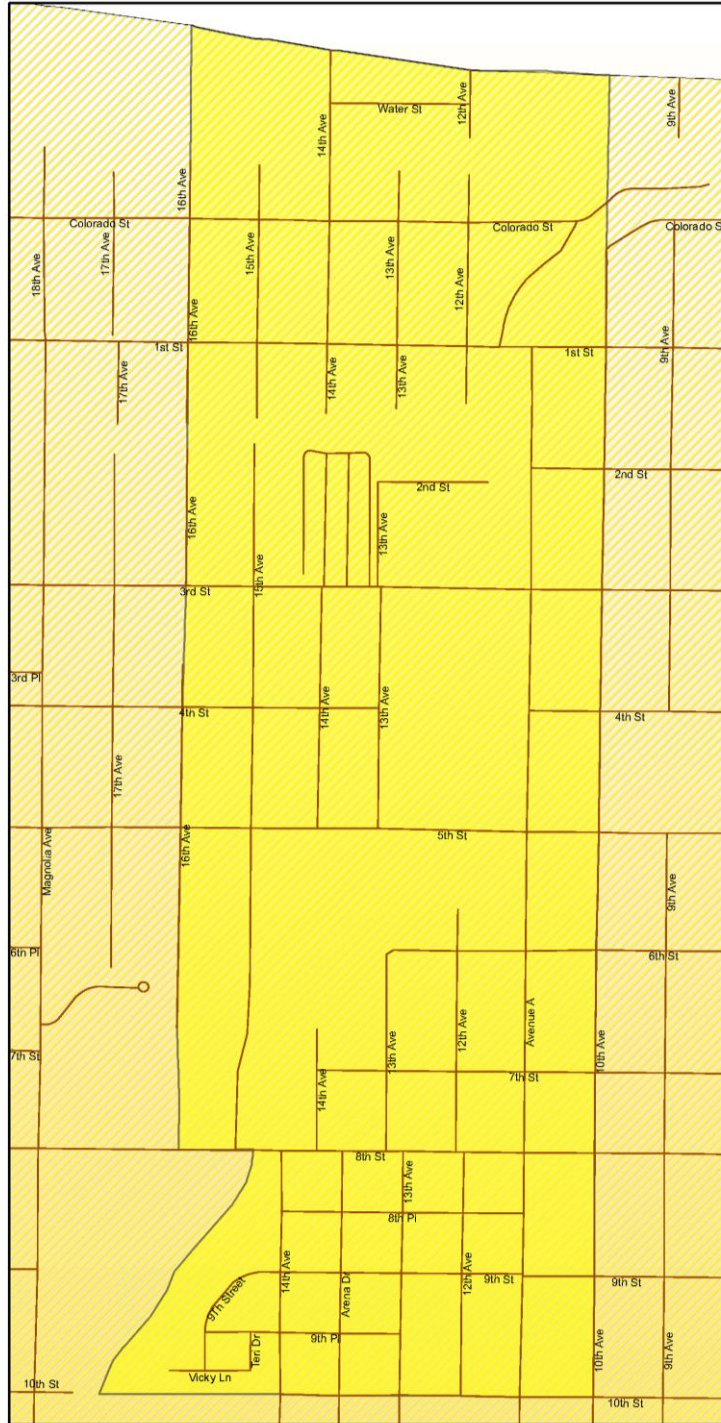 Water St
12th Ave
9th Ave
14th Ave
16th Ave
Colorado St
Colorado St
Colorado S
18th Ave
17th Ave
15th Ave
13th Ave
12th Ave
16th Ave
1st St
1st St
9th Ave
17th Ave
14th Ave
13th Ave
2nd St
2nd St
16th Ave
13th Ave
3rd St
15th Ave
3rd Pl
4th St
14th Ave
13th Ave
4th St
17th Ave
5th St
16th Ave
Magnolia Ave
9th Ave
6th Pl
6th St
7th St
14th Ave
13th Ave
12th Ave
Avenue A
10th Ave
7th St
8th St
13th Ave
8th Pl
14th Ave
Arena Dr
12th Ave
9th St
9th St
9Th Street
9th Pl
Teri Dr
10th Ave
9th Ave
Vicky Ln
10th St
10th St